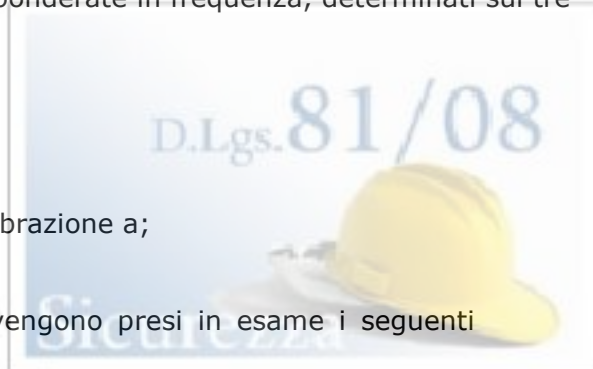 ponderate in frequenza, determinati sui tre
D.Lgs.81/08
brazione a;
vengono presi in esame i seguenti
Sicurezza